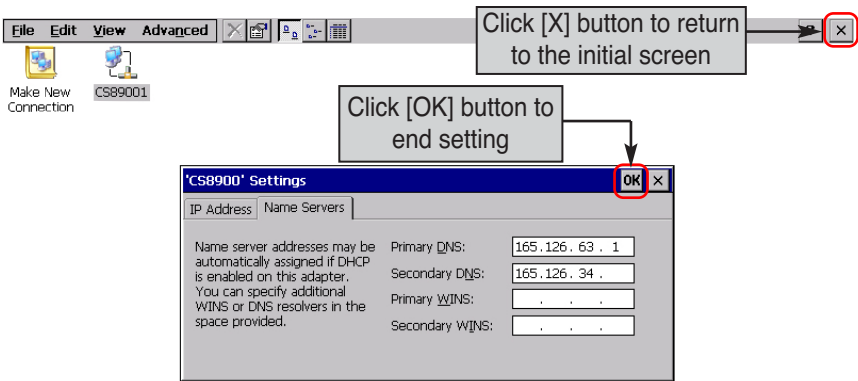 File Edit View Advanced
Click [X] button to return
to the initial screen
Make New
Connection
CS89001
Click [OK] button to
end setting
'CS8900' Settings
OK
IP Address Name Servers
Name server addresses may be
automatically assigned if DHCP
is enabled on this adapter.
You can specify additional
WINS or DNS resolvers in the
space provided.
Primary DNS: 165.126. 63 . 1
Secondary DNS: 165.126. 34 .
Primary WINS: . . .
Secondary WINS: . . .